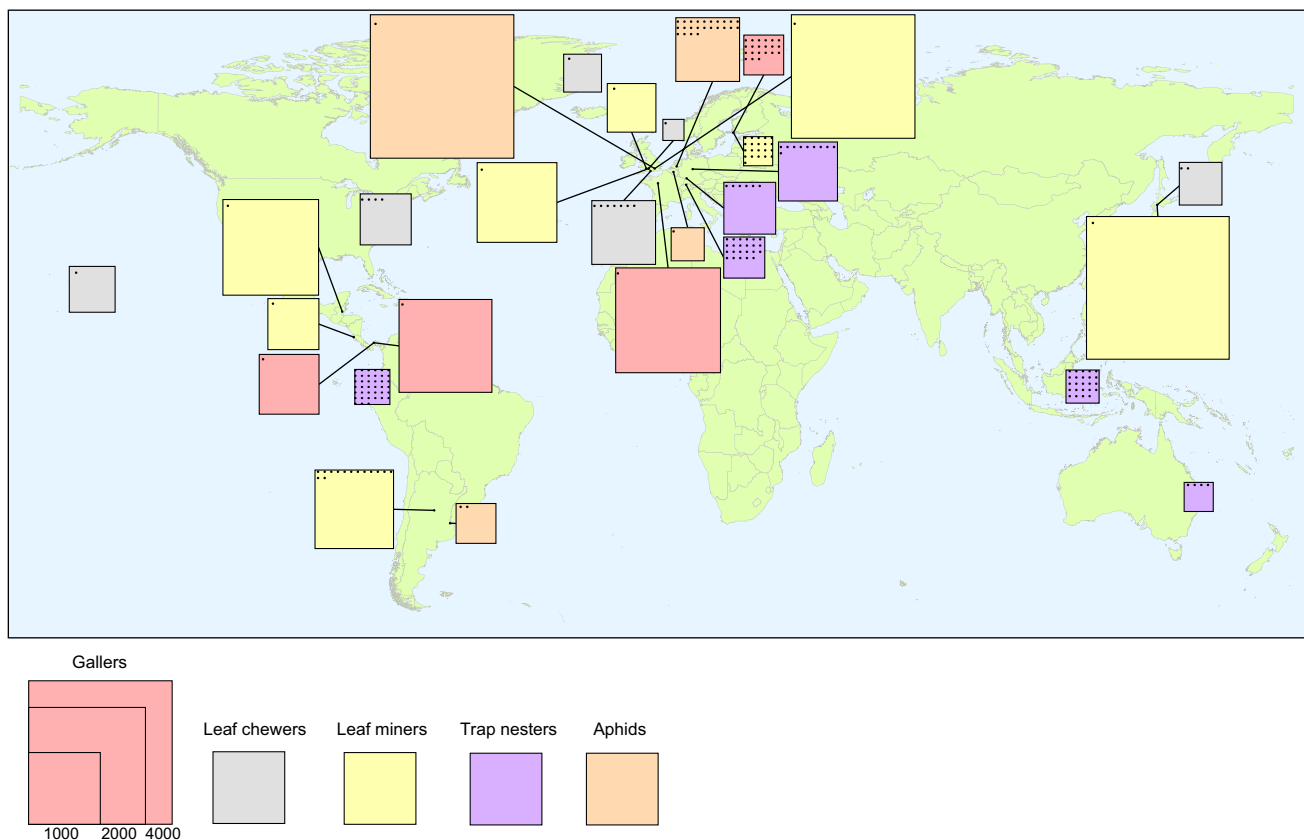 Gallers
Leaf chewers
Leaf miners
Trap nesters
Aphids
1000
2000
4000